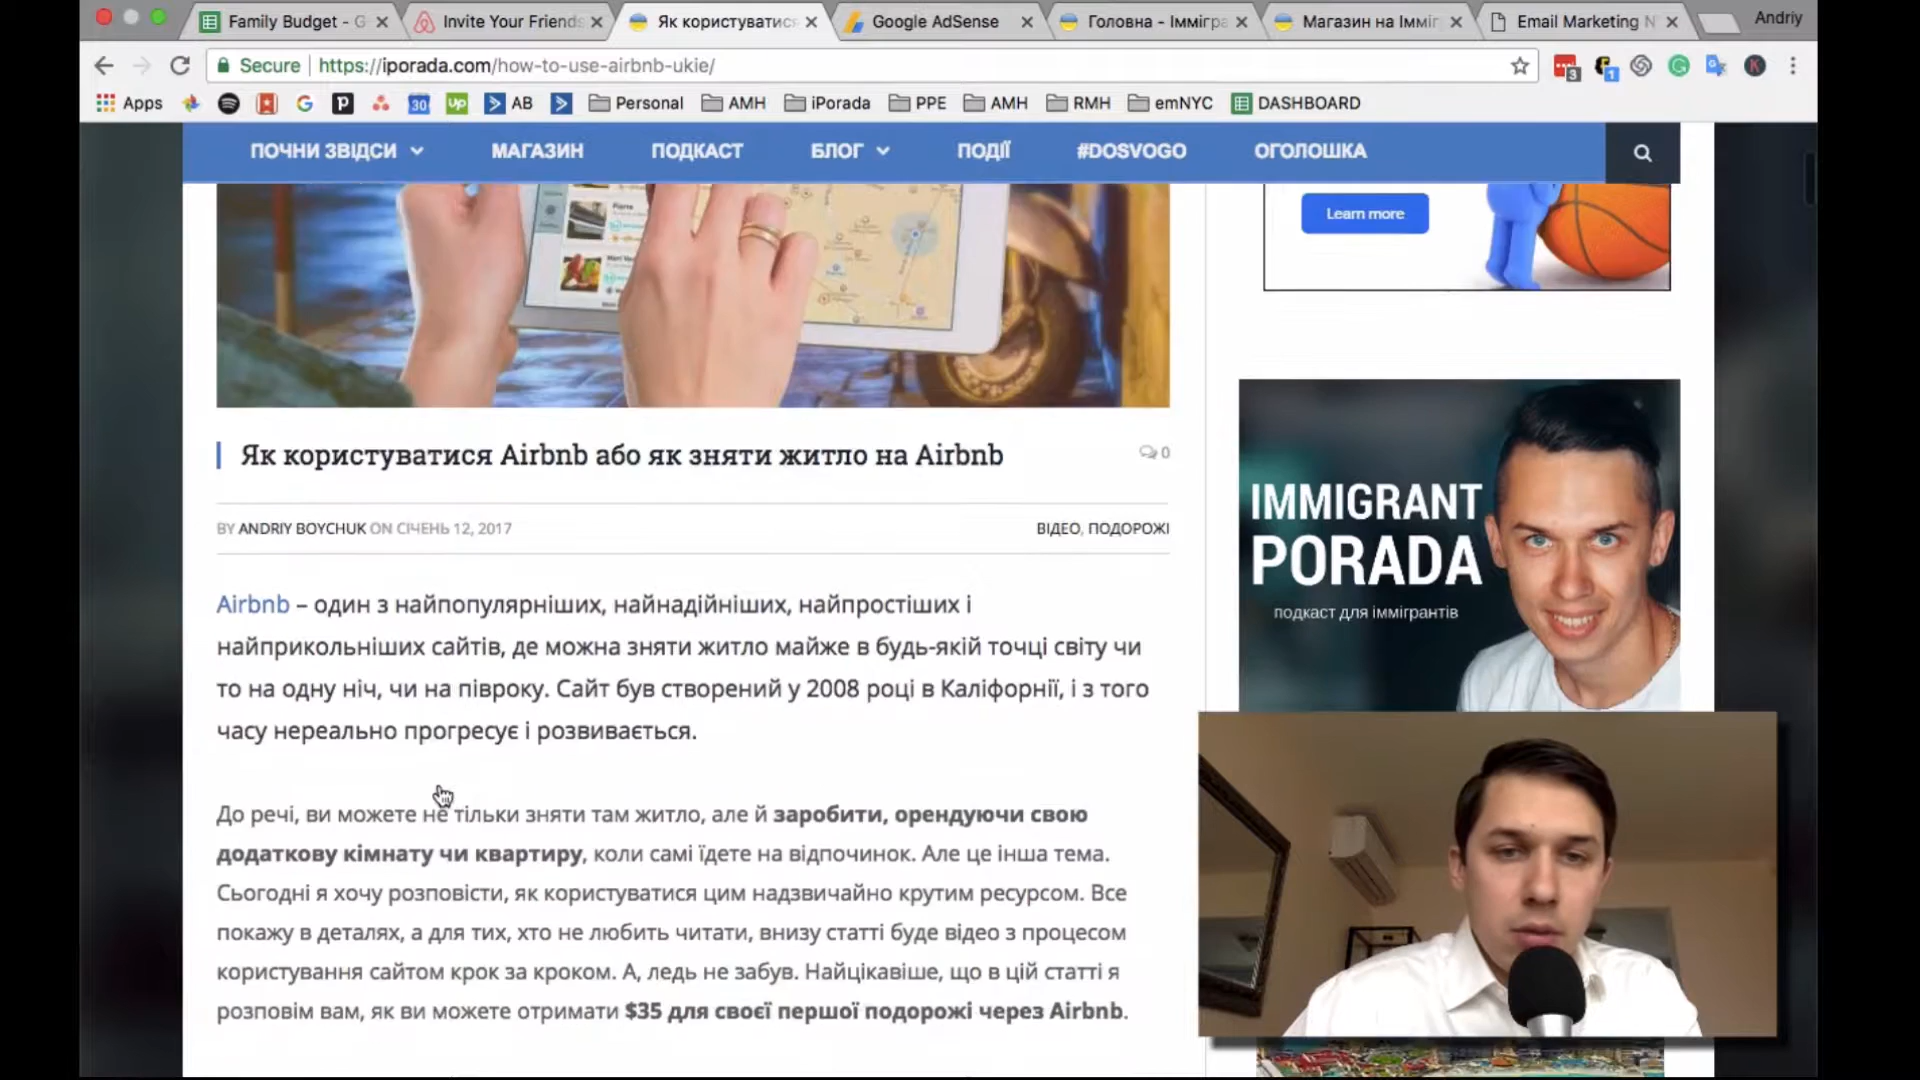 Family Budget - G
Invite Your Friends
Як користуватися
Google AdSense
Головна - Іммігра
Магазин на Імміг
Email Marketing N
Andriy
Secure
https://iporada.com/how-to-use-airbnb-ukie/
3
1
K
Apps
30
up
AB
Personal
AMH
iPorada
PPE
AMH
RMH
emNYC
DASHBOARD
ПОЧНИ ЗВІДСИ
МАГАЗИН
ПОДКАСТ
БЛОГ
ПОДІЇ
#DOSVOGO
ОГОЛОШКА
Learn more
Як користуватися Airbnb або як зняти житло на Airbnb
0
BY ANDRIY BOYCHUK ON СІЧЕНЬ 12, 2017
ВІДЕО, ПОДОРОЖІ
Airbnb – один з найпопулярніших, найнадійніших, найпростіших і
найприкольніших сайтів, де можна зняти житло майже в будь-якій точці світу чи
то на одну ніч, чи на півроку. Сайт був створений у 2008 році в Каліфорнії, і з того
часу нереально прогресує і розвивається.
До речі, ви можете не тільки зняти там житло, але й заробити, орендуючи свою
додаткову кімнату чи квартиру, коли самі їдете на відпочинок. Але це інша тема.
Сьогодні я хочу розповісти, як користуватися цим надзвичайно крутим ресурсом. Все
покажу в деталях, а для тих, хто не любить читати, внизу статті буде відео з процесом
користування сайтом крок за кроком. А, ледь не забув. Найцікавіше, що в цій статті я
розповім вам, як ви можете отримати $35 для своєї першої подорожі через Airbnb.
IMMIGRANT
PORADA
подкаст для іммігрантів